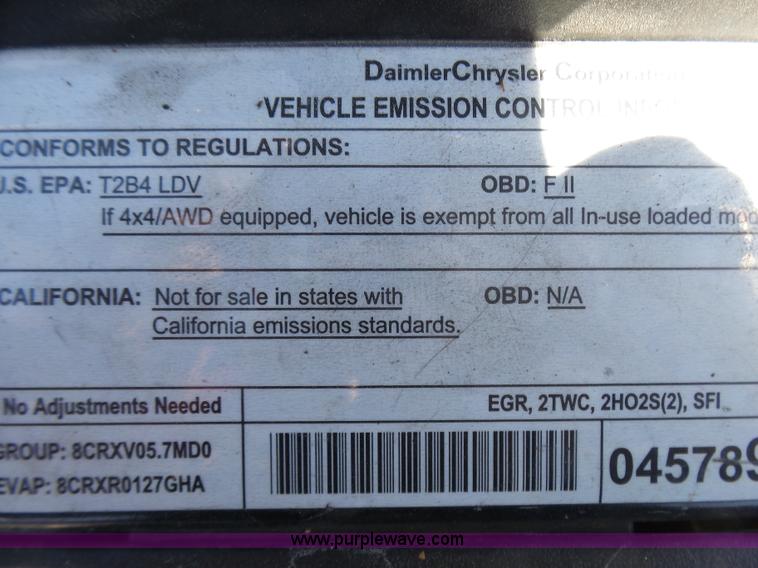 DaimlerChrysler Corporation
VEHICLE EMISSION CONTROL
CONFORMS TO REGULATIONS:
U.S. EPA: T2B4 LDV OBD: F II
If 4x4/AWD equipped, vehicle is exempt from all In-use loaded
CALIFORNIA: Not for sale in states with OBD: N/A
California emissions standards.
No Adjustments Needed EGR, 2TWC, 2HO2S(2), SFI
GROUP: 8CRXV05.7MD0
EVAP: 8CRXR0127GHA
045789
www.purplewave.com